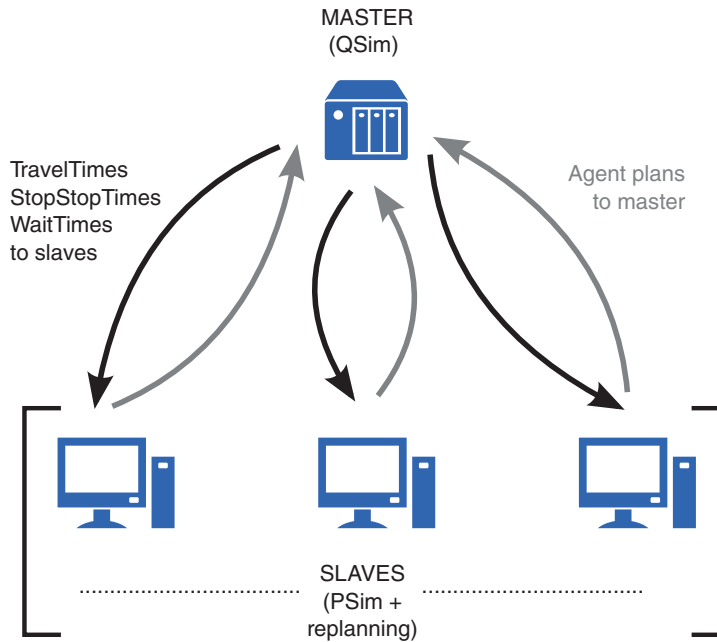 MASTER
(QSim)
TravelTimes
StopStopTimes
WaitTimes
to slaves
Agent plans
to master
SLAVES
(PSim +
replanning)